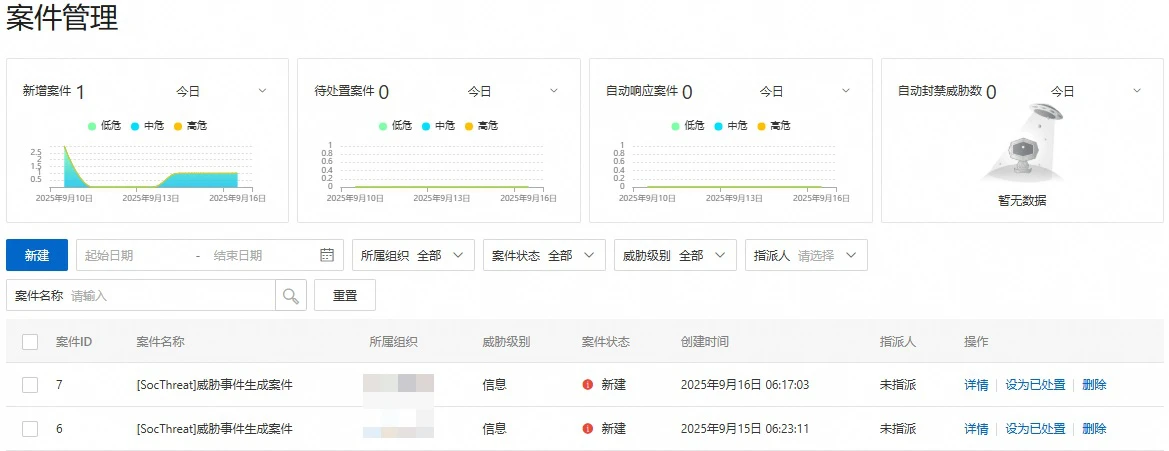 案件管理
新增案件 1 今日
低危 中危 高危
2.5
2
1.5
1
0.5
2025年9月10日 2025年9月13日 2025年9月16日
待处置案件 0 今日
低危 中危 高危
1
0.8
0.6
0.4
0.2
0
2025年9月10日 2025年9月13日 2025年9月16日
自动响应案件 0 今日
低危 中危 高危
1
0.8
0.6
0.4
0.2
0
2025年9月10日 2025年9月13日 2025年9月16日
自动封禁威胁数 0 今日
暂无数据
新建 起始日期 - 结束日期 所属组织 全部 案件状态 全部 威胁级别 全部 指派人 请选择
案件名称 请输入 重置
案件ID 案件名称 所属组织 威胁级别 案件状态 创建时间 指派人 操作
7 [SocThreat]威胁事件生成案件 信息 新建 2025年9月16日 06:17:03 未指派 详情 设为已处置 删除
6 [SocThreat]威胁事件生成案件 信息 新建 2025年9月15日 06:23:11 未指派 详情 设为已处置 删除